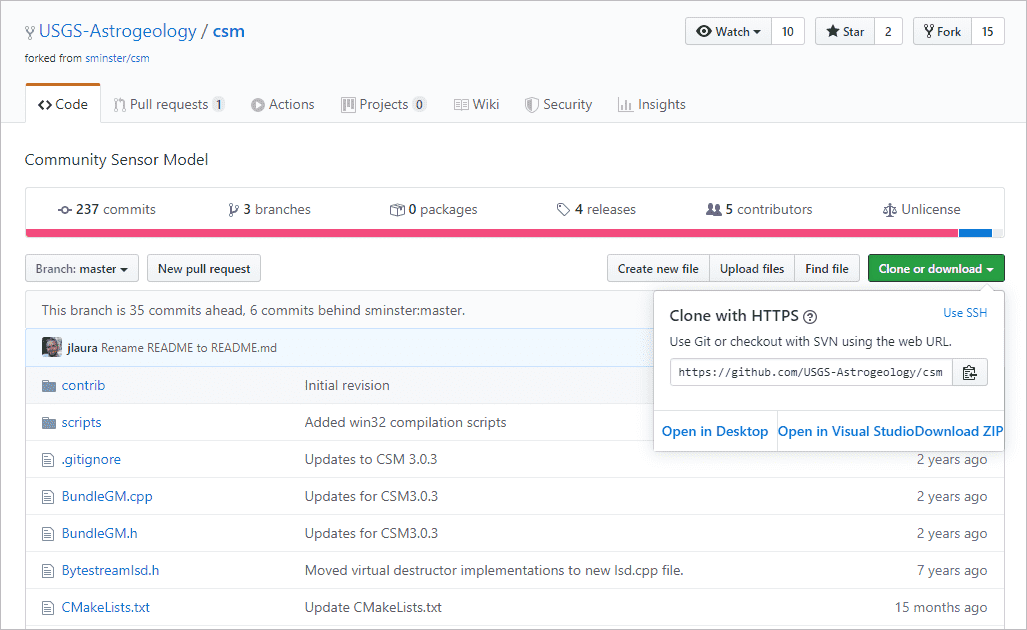 USGS-Astrogeology / csm
Watch 10 Star 2 Fork 15
forked from sminster/csm
Code Pull requests 1 Actions Projects 0 Wiki Security Insights
Community Sensor Model
237 commits 3 branches 0 packages 4 releases 5 contributors Unlicense
Branch: master New pull request Create new file Upload files Find file Clone or download
This branch is 35 commits ahead, 6 commits behind sminster:master.
Clone with HTTPS ? Use SSH
Use Git or checkout with SVN using the web URL.
https://github.com/USGS-Astrogeology/csm
Open in Desktop Open in Visual Studio Download ZIP
jlaura Rename README to README.md
contrib Initial revision
scripts Added win32 compilation scripts
.gitignore Updates to CSM 3.0.3 2 years ago
BundleGM.cpp Updates for CSM3.0.3 2 years ago
BundleGM.h Updates for CSM3.0.3 2 years ago
BytestreamIsd.h Moved virtual destructor implementations to new Isd.cpp file. 7 years ago
CMakeLists.txt Update CMakeLists.txt 15 months ago